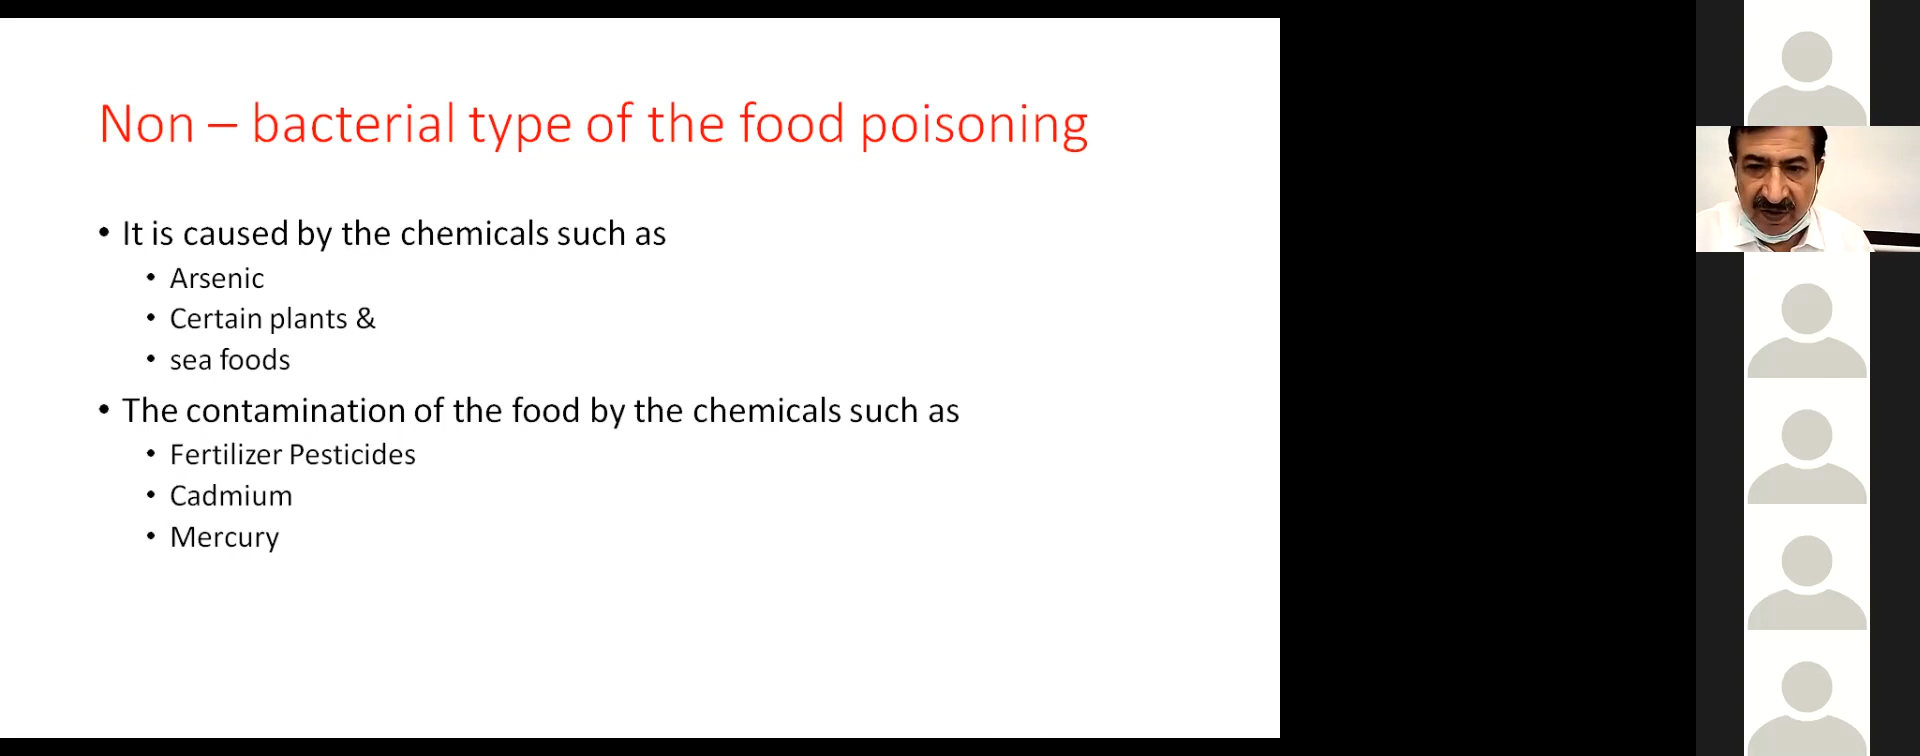 Non – bacterial type of the food poisoning
• It is caused by the chemicals such as
• Arsenic
• Certain plants &
• sea foods
• The contamination of the food by the chemicals such as
• Fertilizer Pesticides
• Cadmium
• Mercury